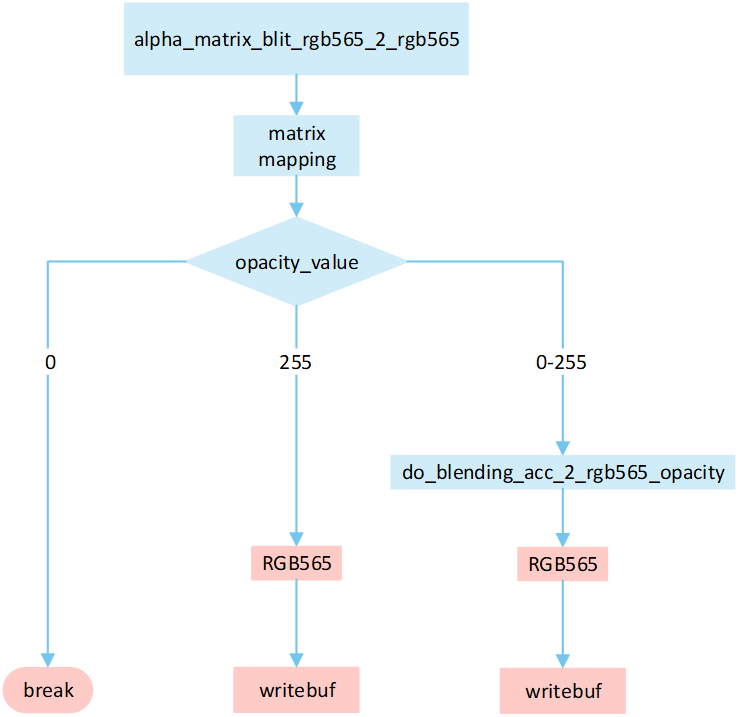 alpha_matrix_blit_rgb565_2_rgb565
matrix
mapping
opacity_value
0
255
0-255
do_blending_acc_2_rgb565_opacity
RGB565
RGB565
break
writebuf
writebuf